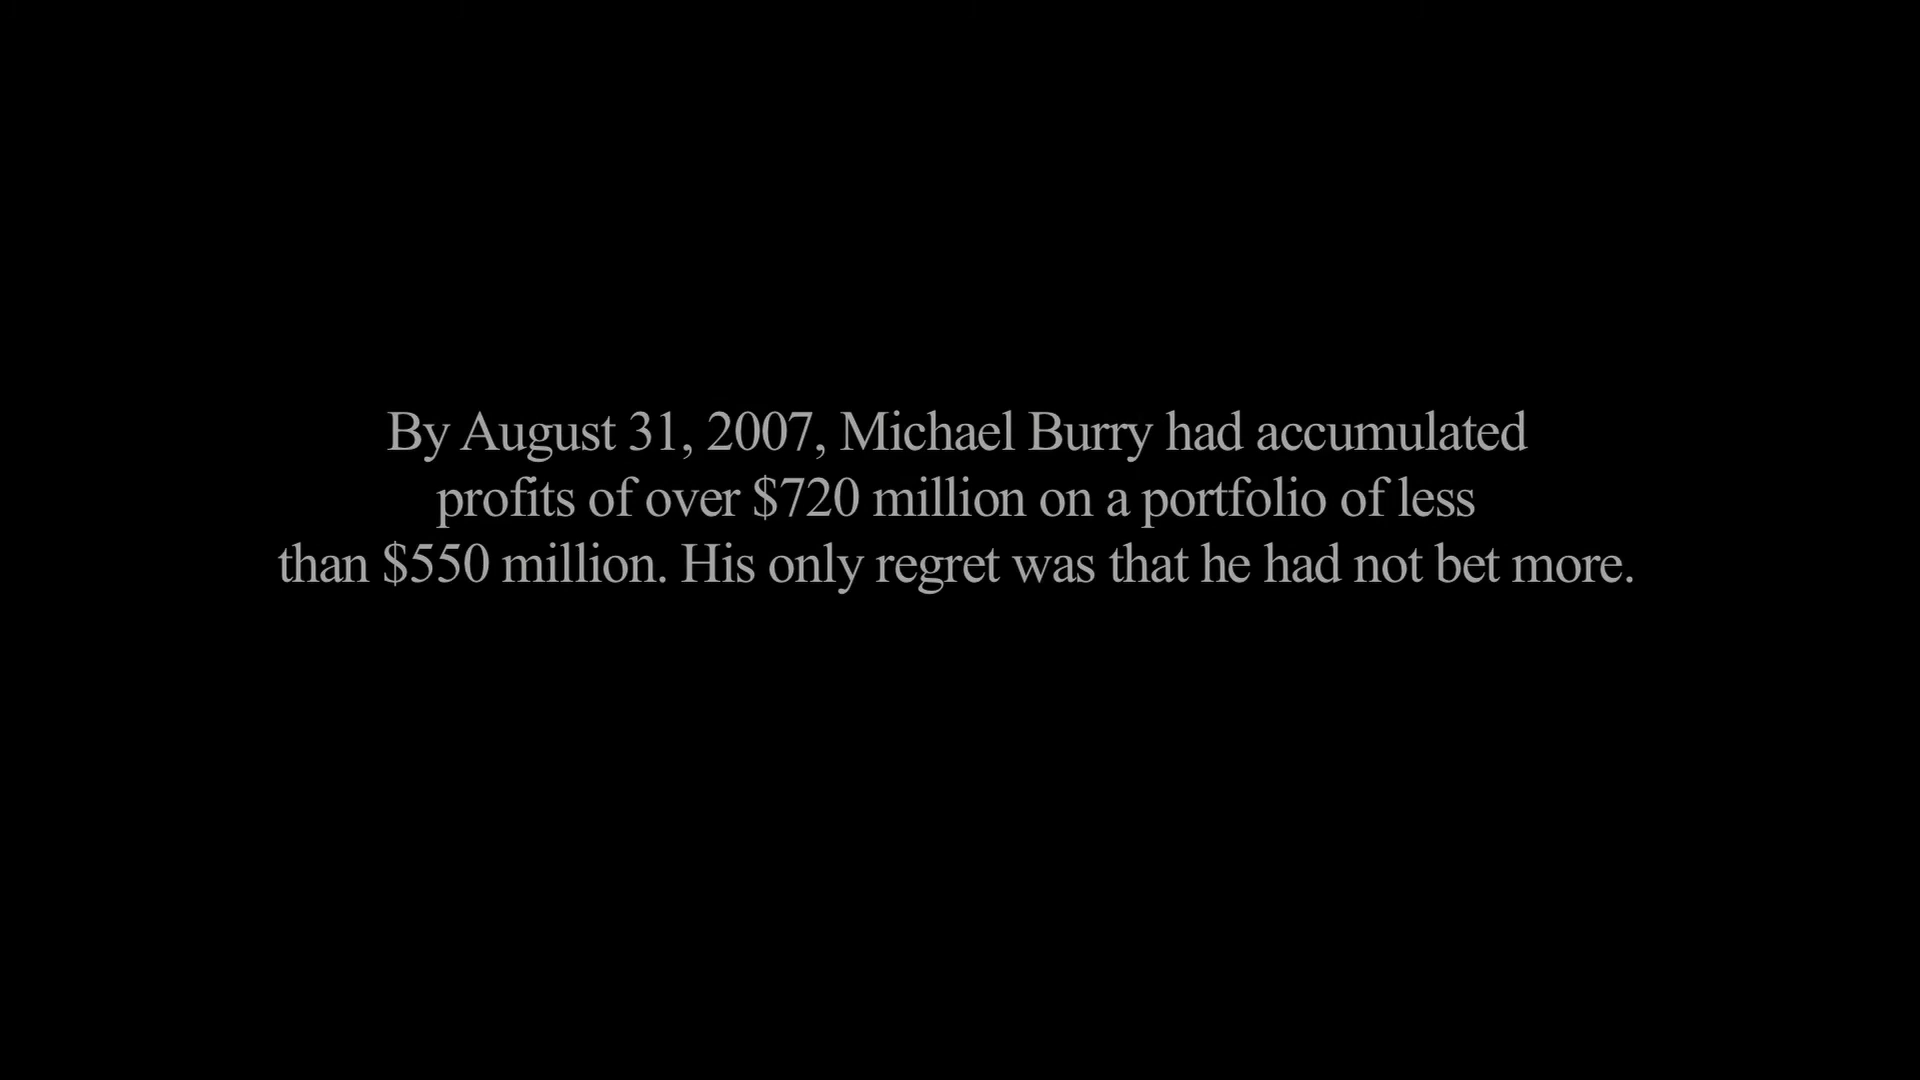 By August 31, 2007, Michael Burry had accumulated
profits of over $720 million on a portfolio of less
than $550 million. His only regret was that he had not bet more.